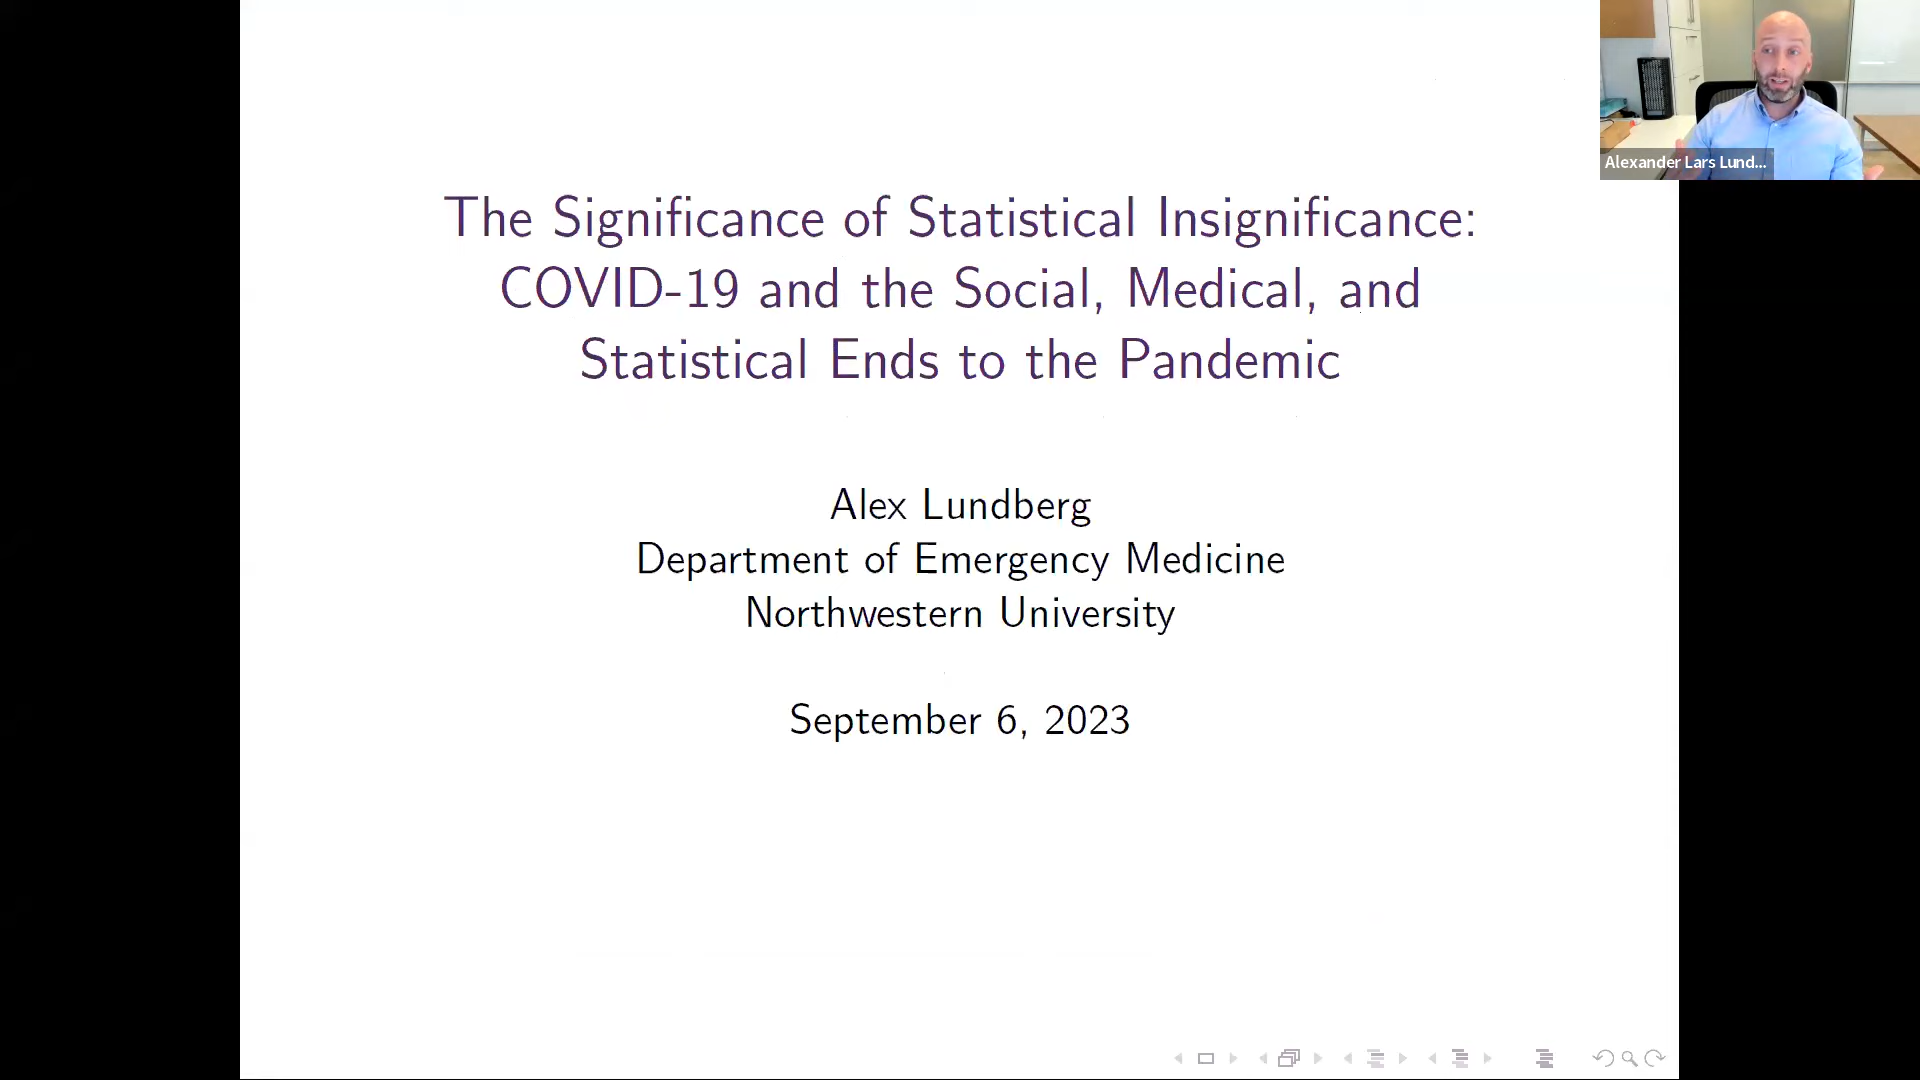 The Significance of Statistical Insignificance:
COVID-19 and the Social, Medical, and
Statistical Ends to the Pandemic
Alex Lundberg
Department of Emergency Medicine
Northwestern University
September 6, 2023
Alexander Lars Lund...